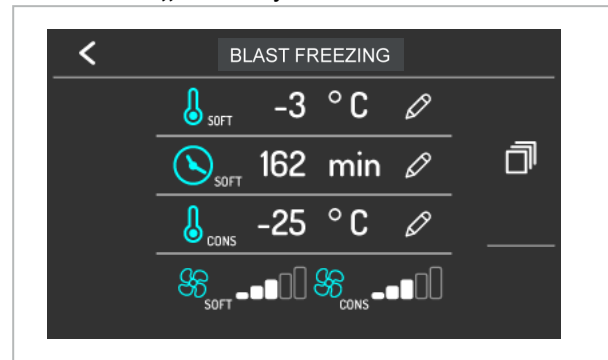 BLAST FREEZING
SOFT -3 °C
SOFT 162 min
CONS -25 °C
SOFT CONS